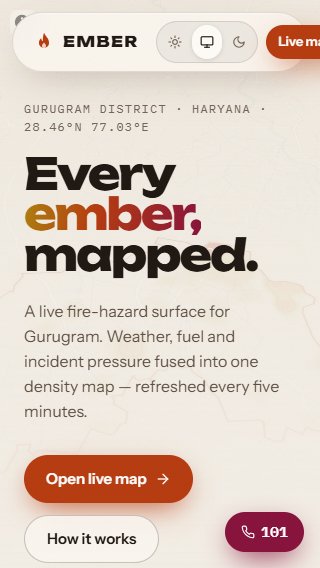 EMBER
Live ma
GURUGRAM DISTRICT · HARYANA ·
28.46°N 77.03°E
Every
ember,
mapped.
A live fire-hazard surface for
Gurugram. Weather, fuel and
incident pressure fused into one
density map — refreshed every five
minutes.
Open live map →
How it works
101